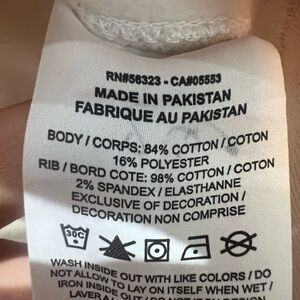 RN#56323 - CA#05553
MADE IN PAKISTAN
FABRIQUE AU PAKISTAN
BODY / CORPS: 84% COTTON / COTON
16% POLYESTER
RIB / BORD COTE: 98% COTTON / COTON
2% SPANDEX / ELASTHANNE
EXCLUSIVE OF DECORATION /
DECORATION NON COMPRISE
30C
WASH INSIDE OUT WITH LIKE COLORS / DO
NOT ALLOW TO LAY ON ITSELF WHEN WET /
IRON INSIDE OUT / DO NOT IRON ON